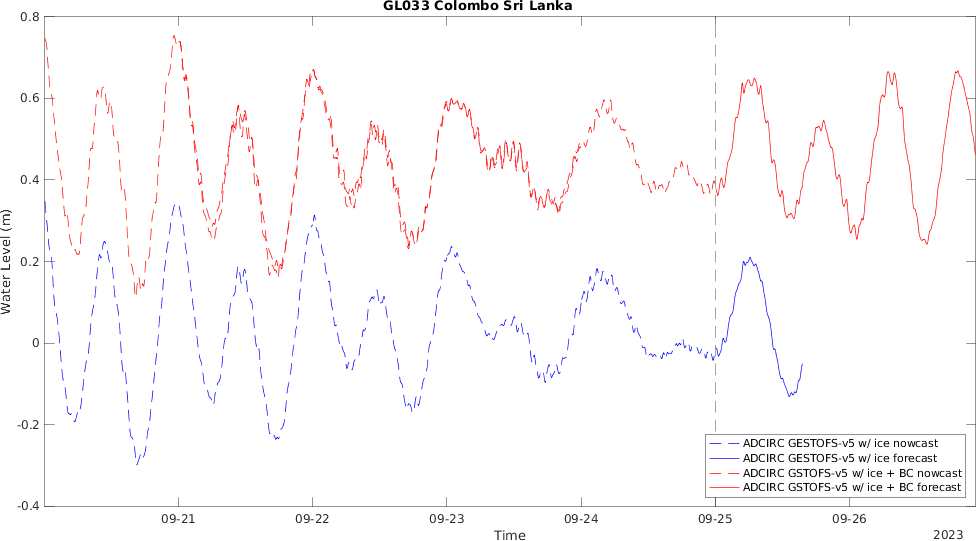 GL033 Colombo Sri Lanka
0.8
0.6
0.4
0.2
0
-0.2
-0.4
Water Level (m)
ADCIRC GESTOFS-v5 w/ ice nowcast
ADCIRC GESTOFS-v5 w/ ice forecast
ADCIRC GSTOFS-v5 w/ ice + BC nowcast
ADCIRC GSTOFS-v5 w/ ice + BC forecast
09-21 09-22 09-23 09-24 09-25 09-26
Time
2023